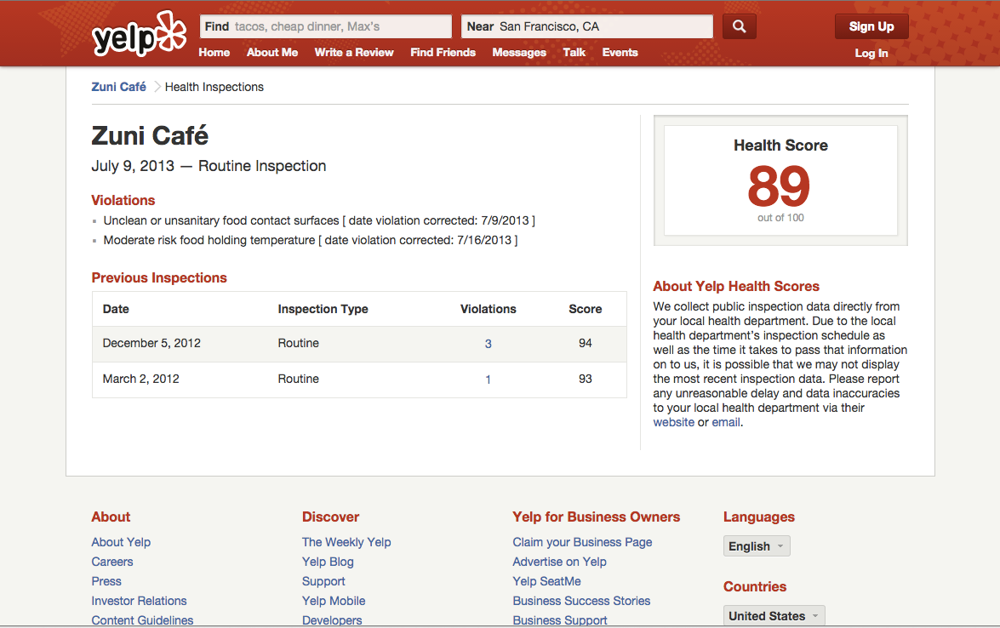 yelp
Find tacos, cheap dinner, Max's
Near San Francisco, CA
Sign Up
Home About Me Write a Review Find Friends Messages Talk Events
Log In
Zuni Café Health Inspections
Zuni Café
July 9, 2013 — Routine Inspection
Violations
Unclean or unsanitary food contact surfaces [ date violation corrected: 7/9/2013 ]
Moderate risk food holding temperature [ date violation corrected: 7/16/2013 ]
Previous Inspections
Date Inspection Type Violations Score
December 5, 2012 Routine 3 94
March 2, 2012 Routine 1 93
Health Score
89
out of 100
About Yelp Health Scores
We collect public inspection data directly from
your local health department. Due to the local
health department's inspection schedule as
well as the time it takes to pass that information
on to us, it is possible that we may not display
the most recent inspection data. Please report
any unreasonable delay and data inaccuracies
to your local health department via their
website or email.
About
About Yelp
Careers
Press
Investor Relations
Content Guidelines
Discover
The Weekly Yelp
Yelp Blog
Support
Yelp Mobile
Developers
Yelp for Business Owners
Claim your Business Page
Advertise on Yelp
Yelp SeatMe
Business Success Stories
Business Support
Languages
English
Countries
United States